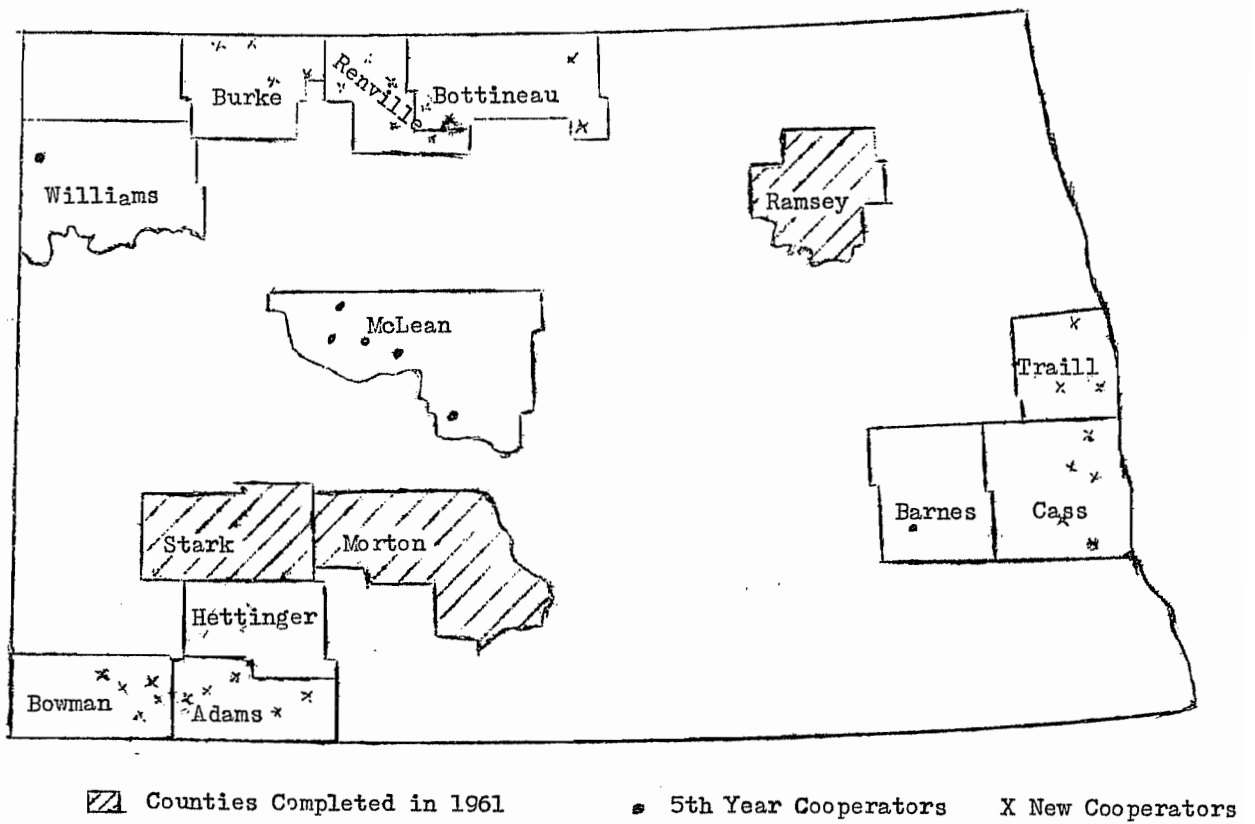 Burke
Renville
Bottineau
Williams
Ramsey
McLean
Traill
Barnes
Cass
Stark
Morton
Hettinger
Bowman
Adams
Counties Completed in 1961
5th Year Cooperators
X New Cooperators